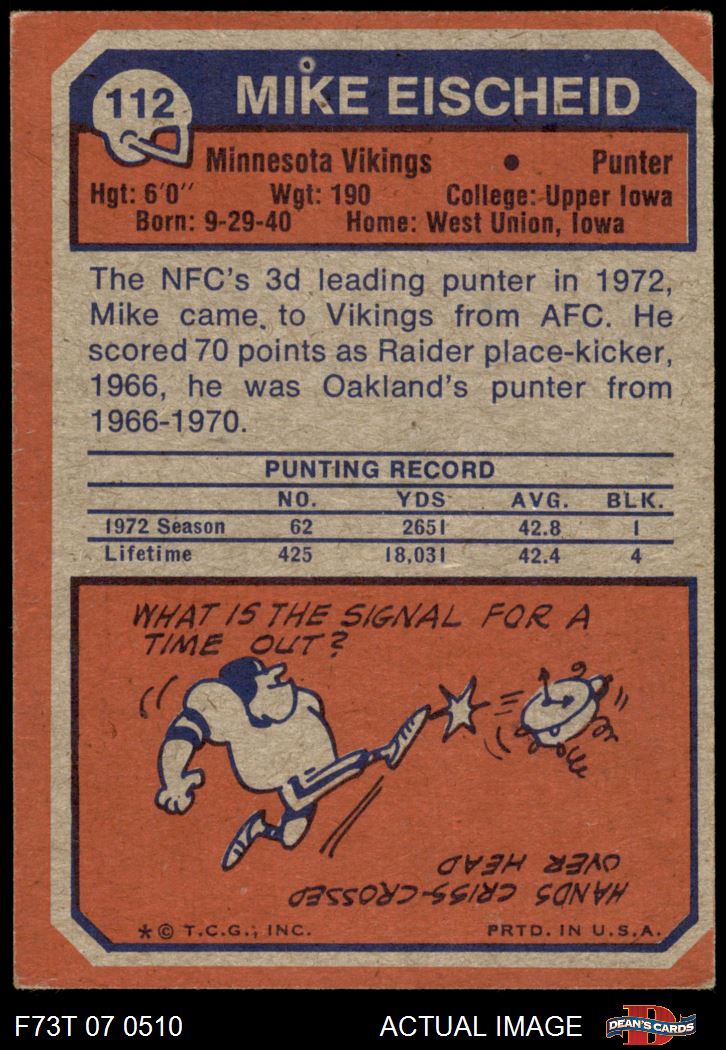 112
MIKE EISCHEID
Minnesota Vikings • Punter
Hgt: 6'0" Wgt: 190 College: Upper Iowa
Born: 9-29-40 Home: West Union, Iowa
The NFC's 3d leading punter in 1972,
Mike came to Vikings from AFC. He
scored 70 points as Raider place-kicker,
1966, he was Oakland's punter from
1966-1970.
PUNTING RECORD
NO. YDS AVG. BLK.
1972 Season 62 2651 42.8 1
Lifetime 425 18,031 42.4 4
WHAT IS THE SIGNAL FOR A
TIME OUT?
HANDS CRISS-CROSSED
OVER HEAD
* © T.C.G., INC. PRTD. IN U.S.A.
F73T 07 0510 ACTUAL IMAGE
D
DEAN'S CARDS